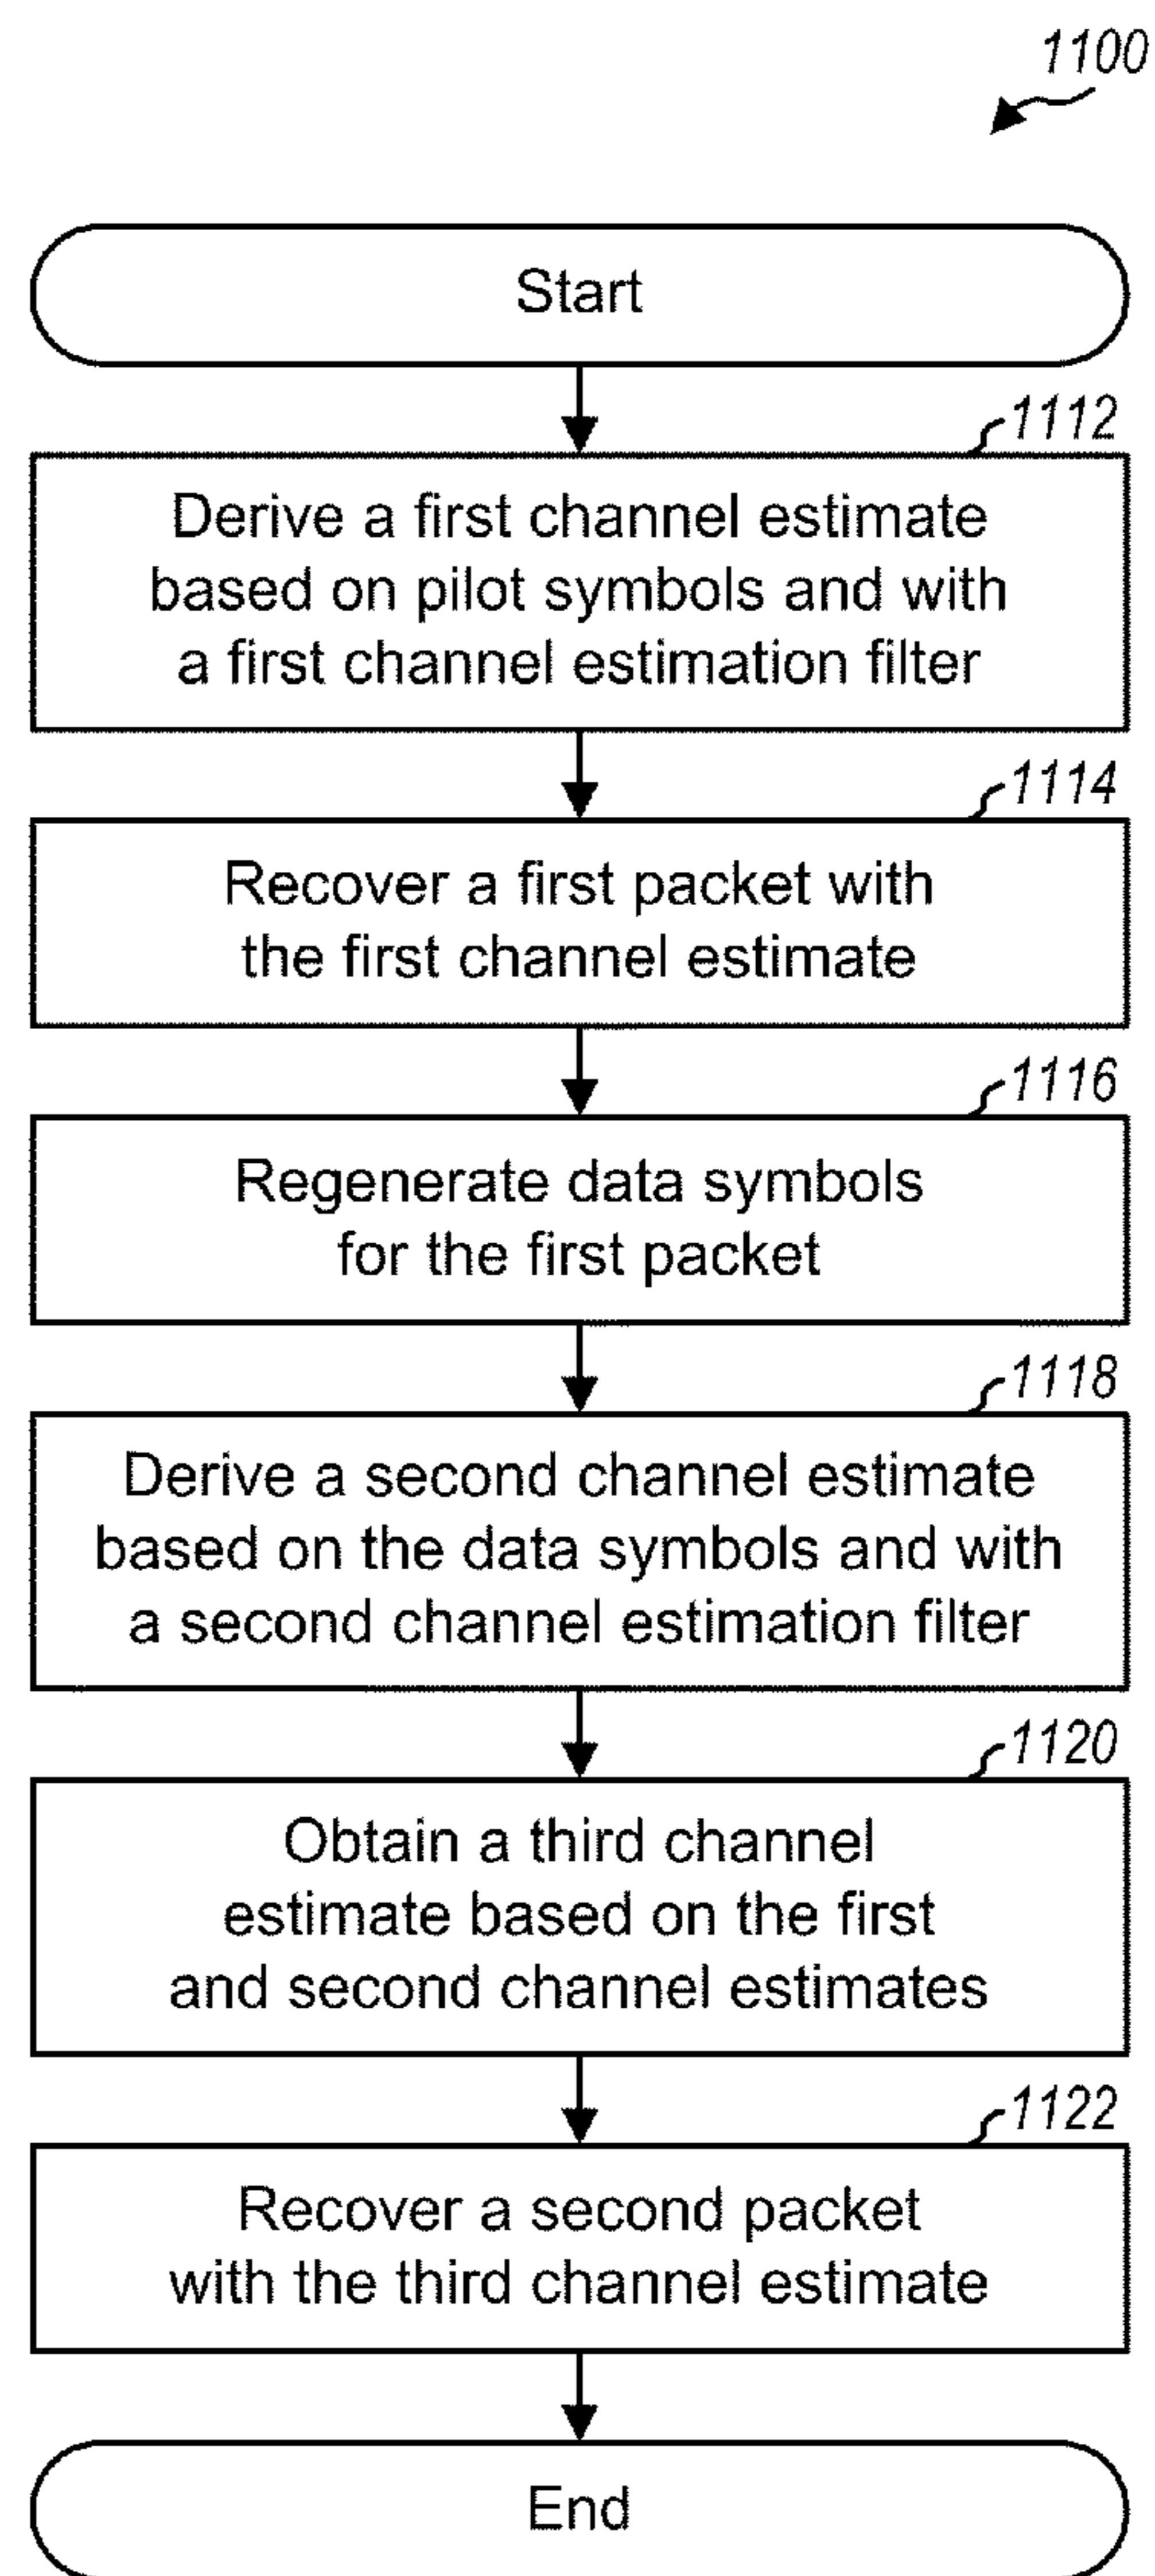 1100
Start
1112
Derive a first channel estimate
based on pilot symbols and with
a first channel estimation filter
1114
Recover a first packet with
the first channel estimate
1116
Regenerate data symbols
for the first packet
1118
Derive a second channel estimate
based on the data symbols and with
a second channel estimation filter
1120
Obtain a third channel
estimate based on the first
and second channel estimates
1122
Recover a second packet
with the third channel estimate
End